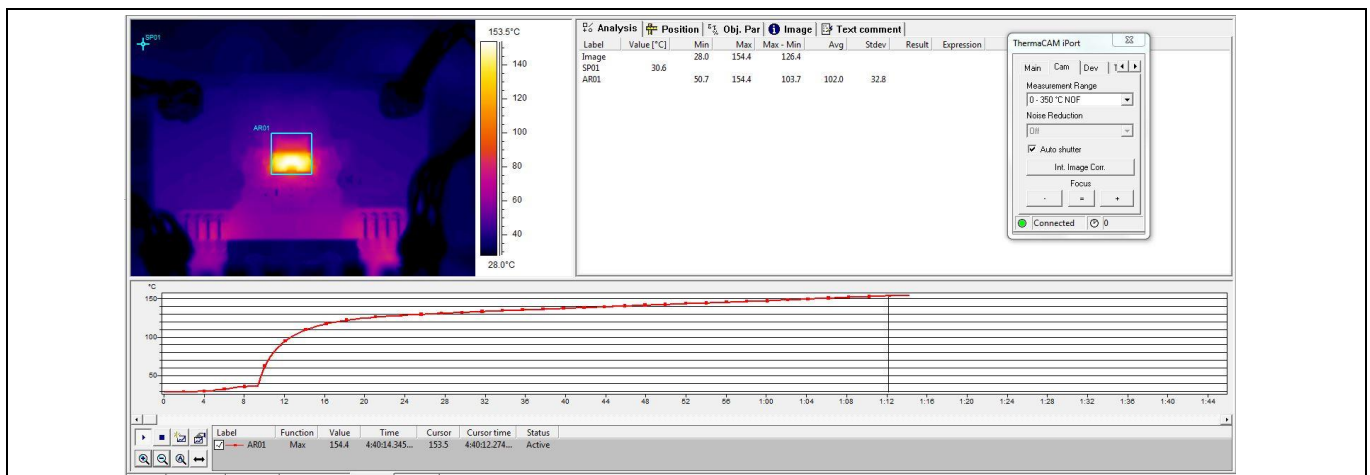 SP01
AR01
153.5°C
140
120
100
80
60
40
28.0°C
Analysis Position Obj. Par Image Text comment
Label Value [°C] Min Max Max - Min Avg Stdev Result Expression
Image 28.0 154.4 126.4
SP01 30.6
AR01 50.7 154.4 103.7 102.0 32.8
ThermaCAM iPort
Main Cam Dev
Measurement Range
0 - 350 °C NOF
Noise Reduction
Off
Auto shutter
Int. Image Corr.
Focus
- = +
Connected 0
°C
150
100
50
0 4 8 12 16 20 24 28 32 36 40 44 48 52 56 1:00 1:04 1:08 1:12 1:16 1:20 1:24 1:28 1:32 1:36 1:40 1:44
Label Function Value Time Cursor Cursor time Status
AR01 Max 154.4 4:40:14.345... 153.5 4:40:12.274... Active